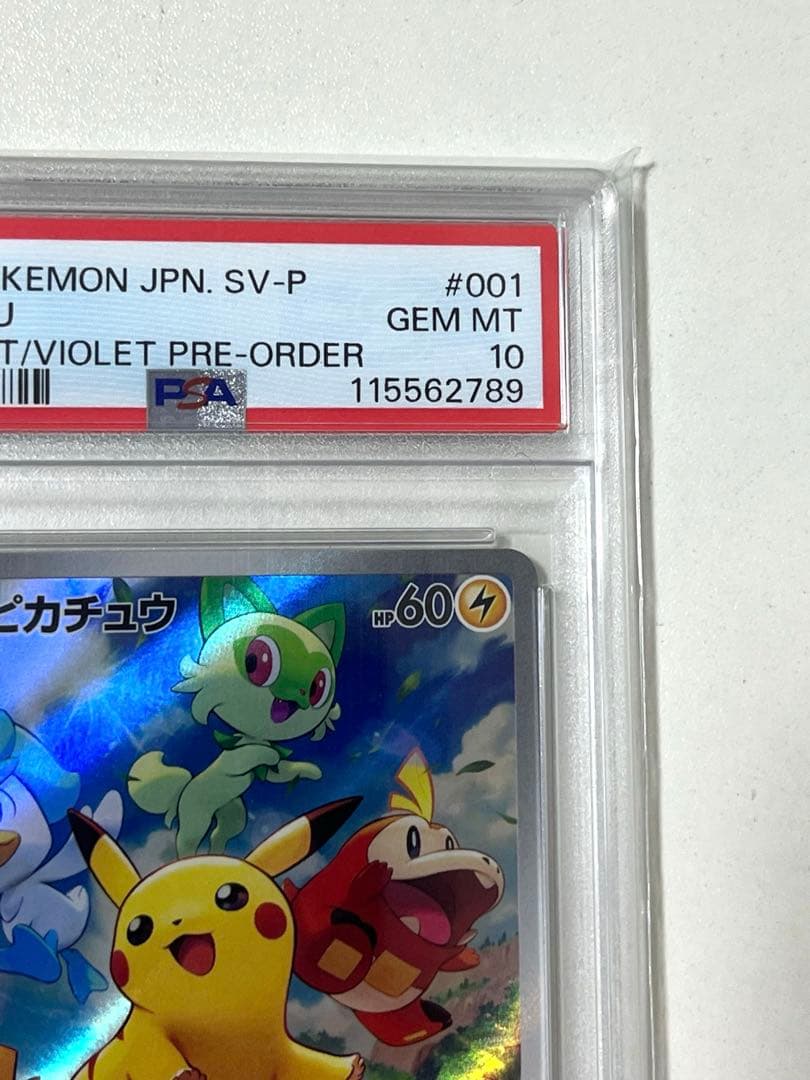 KEMON JPN. SV-P #001
U GEM MT
T/VIOLET PRE-ORDER 10
PSA 115562789
ピカチュウ HP60